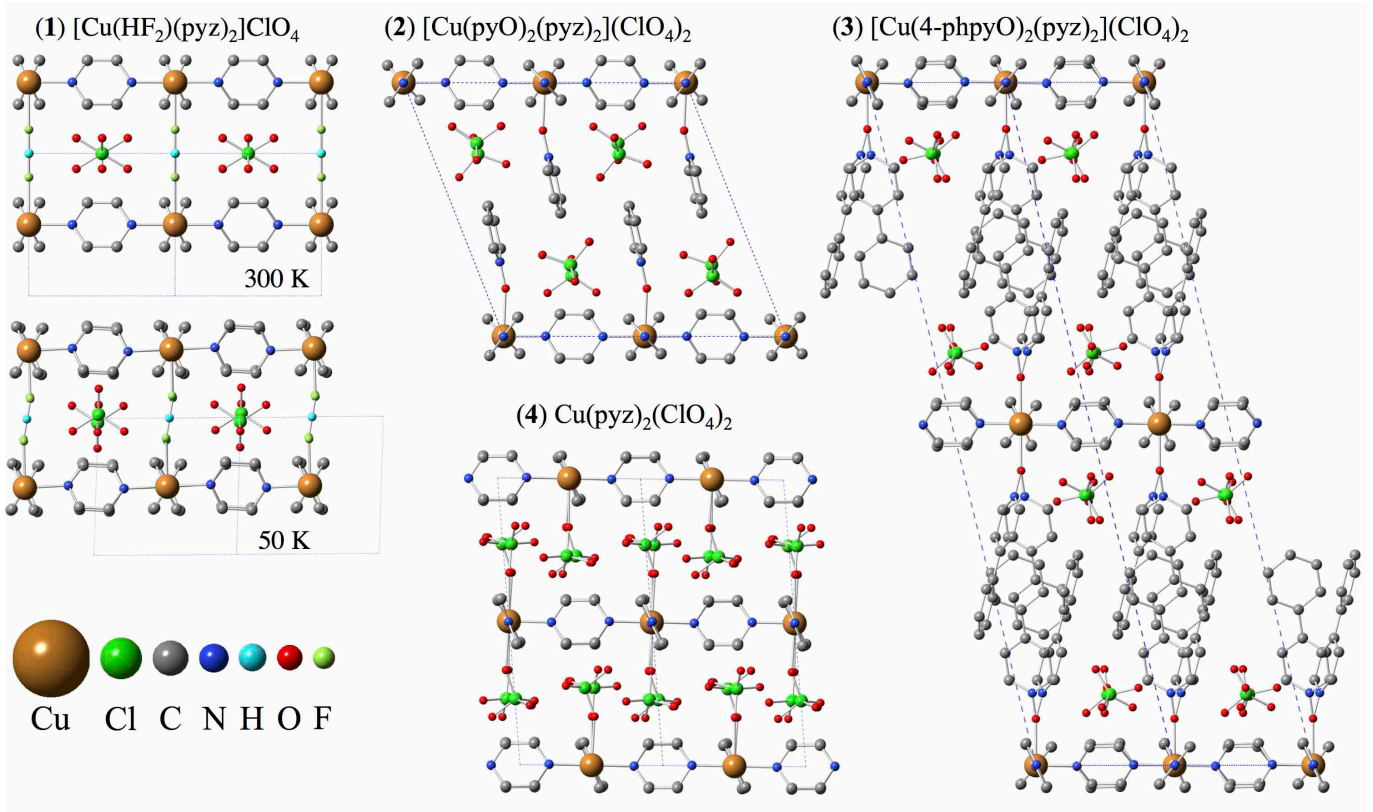 (1) [Cu(HF₂)(pyz)₂]ClO₄
(2) [Cu(pyO)₂(pyz)₂](ClO₄)₂
(3) [Cu(4-phpyO)₂(pyz)₂](ClO₄)₂
300 K
50 K
(4) Cu(pyz)₂(ClO₄)₂
Cu Cl C N H O F